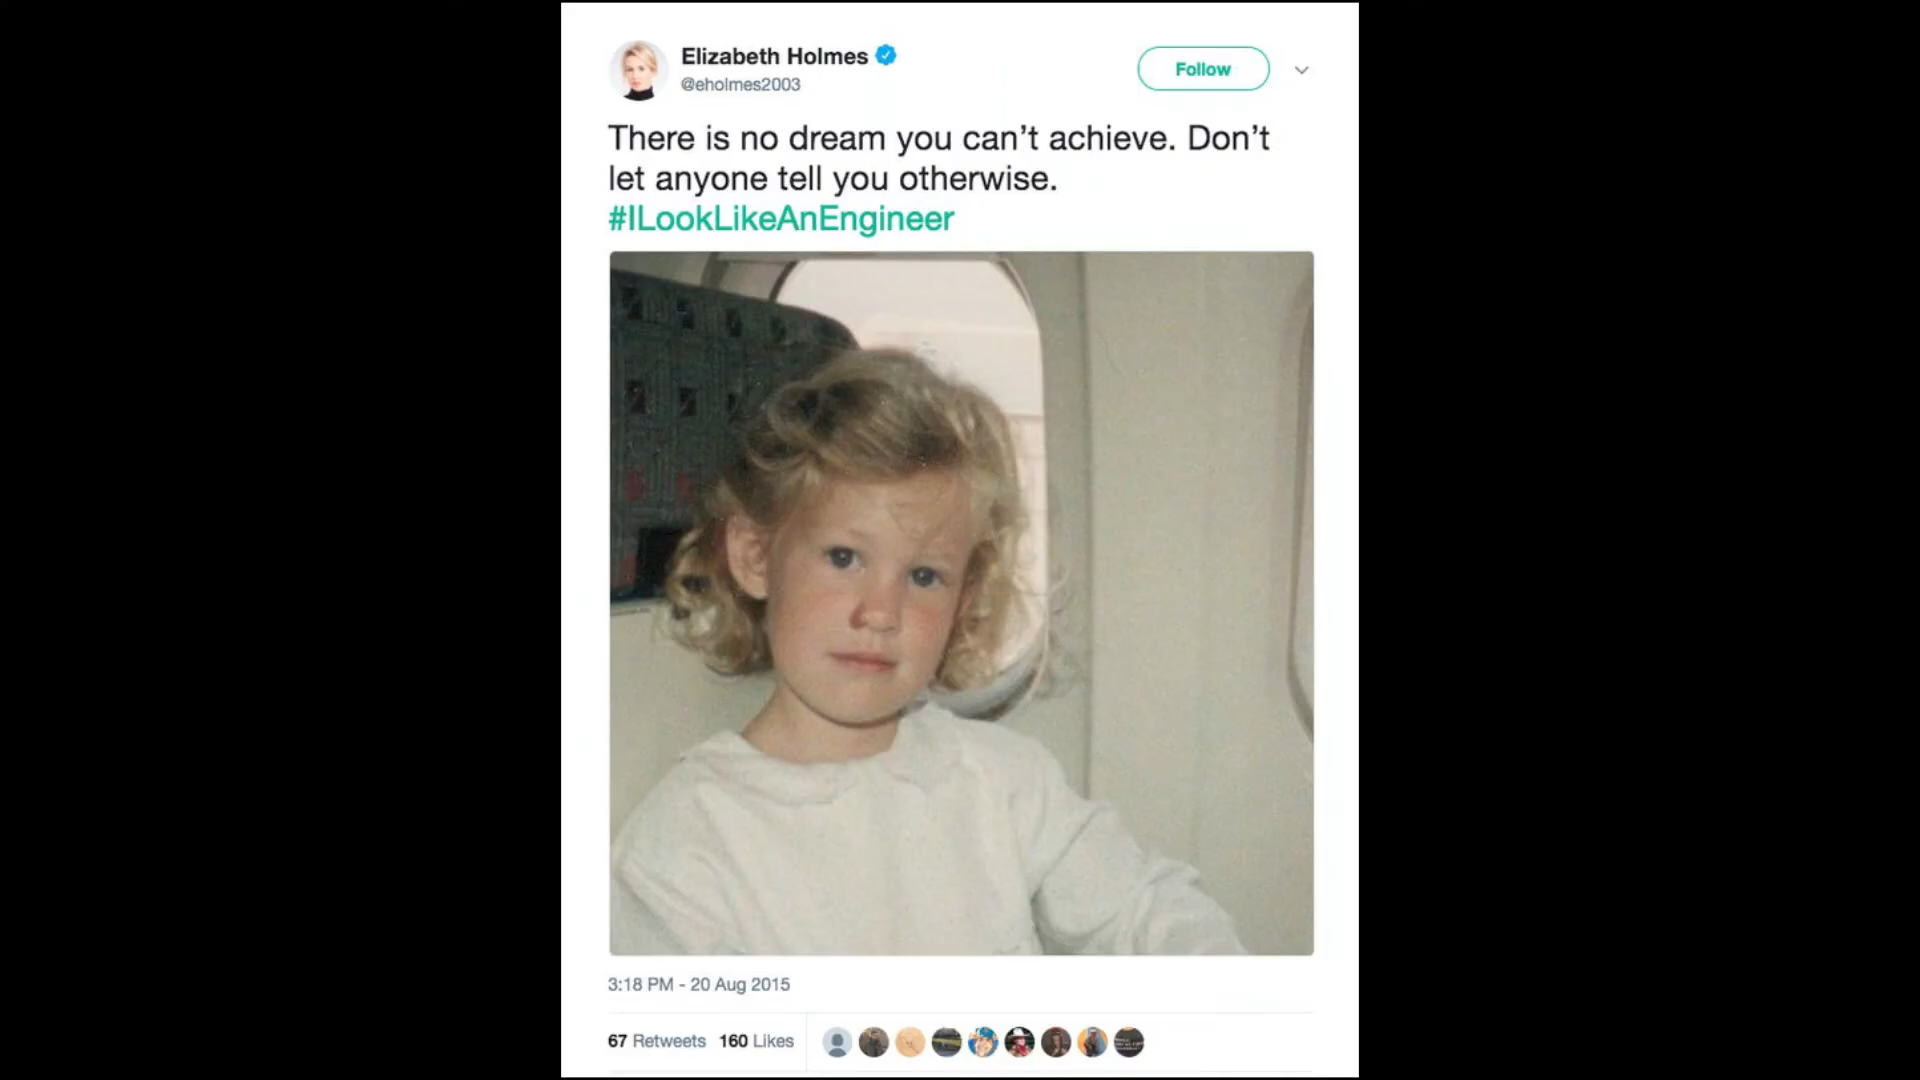 Elizabeth Holmes
@eholmes2003
Follow
There is no dream you can’t achieve. Don’t
let anyone tell you otherwise.
#ILookLikeAnEngineer
3:18 PM - 20 Aug 2015
67 Retweets 160 Likes